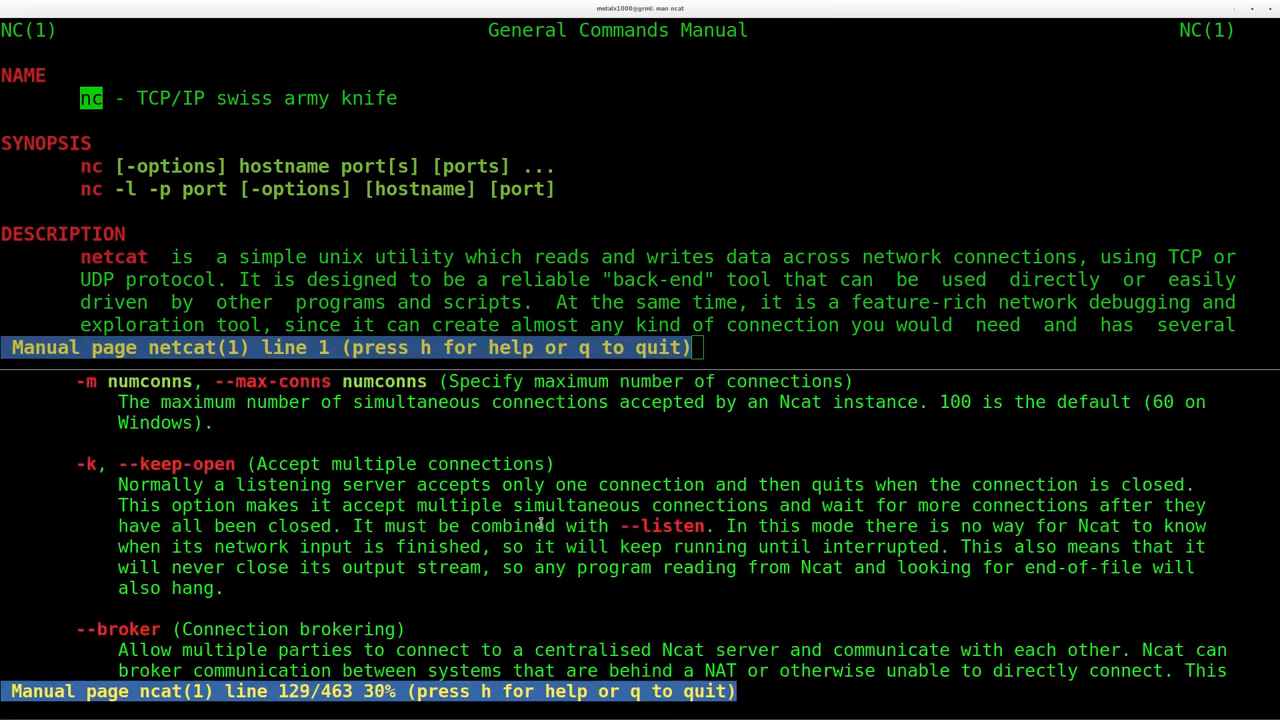 metalx1000@grml: man ncat
NC(1) General Commands Manual NC(1)
NAME
nc - TCP/IP swiss army knife
SYNOPSIS
nc [-options] hostname port[s] [ports] ...
nc -l -p port [-options] [hostname] [port]
DESCRIPTION
netcat is a simple unix utility which reads and writes data across network connections, using TCP or
UDP protocol. It is designed to be a reliable "back-end" tool that can be used directly or easily
driven by other programs and scripts. At the same time, it is a feature-rich network debugging and
exploration tool, since it can create almost any kind of connection you would need and has several
Manual page netcat(1) line 1 (press h for help or q to quit)
-m numconns, --max-conns numconns (Specify maximum number of connections)
The maximum number of simultaneous connections accepted by an Ncat instance. 100 is the default (60 on
Windows).
-k, --keep-open (Accept multiple connections)
Normally a listening server accepts only one connection and then quits when the connection is closed.
This option makes it accept multiple simultaneous connections and wait for more connections after they
have all been closed. It must be combined with --listen. In this mode there is no way for Ncat to know
when its network input is finished, so it will keep running until interrupted. This also means that it
will never close its output stream, so any program reading from Ncat and looking for end-of-file will
also hang.
--broker (Connection brokering)
Allow multiple parties to connect to a centralised Ncat server and communicate with each other. Ncat can
broker communication between systems that are behind a NAT or otherwise unable to directly connect. This
Manual page ncat(1) line 129/463 30% (press h for help or q to quit)